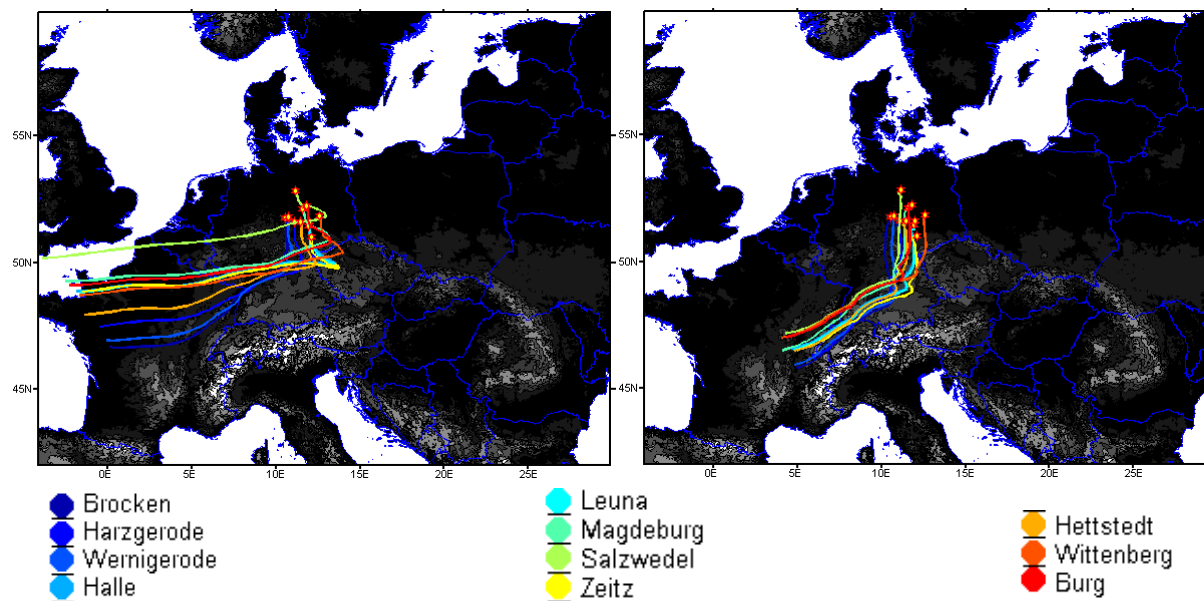 55N
50N
45N
0E 5E 10E 15E 20E 25E
55N
50N
45N
0E 5E 10E 15E 20E 25E
Brocken
Harzgerode
Wernigerode
Halle
Leuna
Magdeburg
Salzwedel
Zeitz
Hettstedt
Wittenberg
Burg